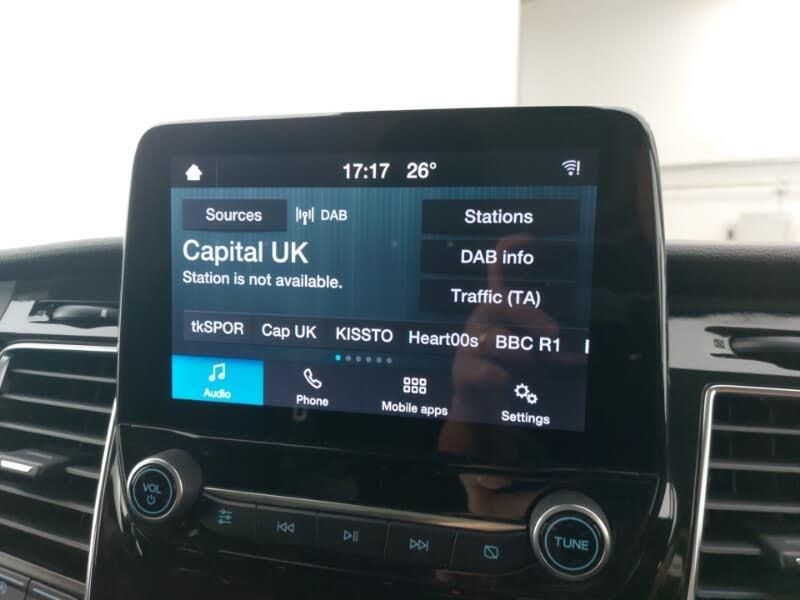 17:17 26°
Sources DAB Stations
Capital UK
Station is not available.
DAB info
Traffic (TA)
tkSPOR Cap UK KISSTO Heart00s BBC R1
Audio Phone Mobile apps Settings
VOL
TUNE